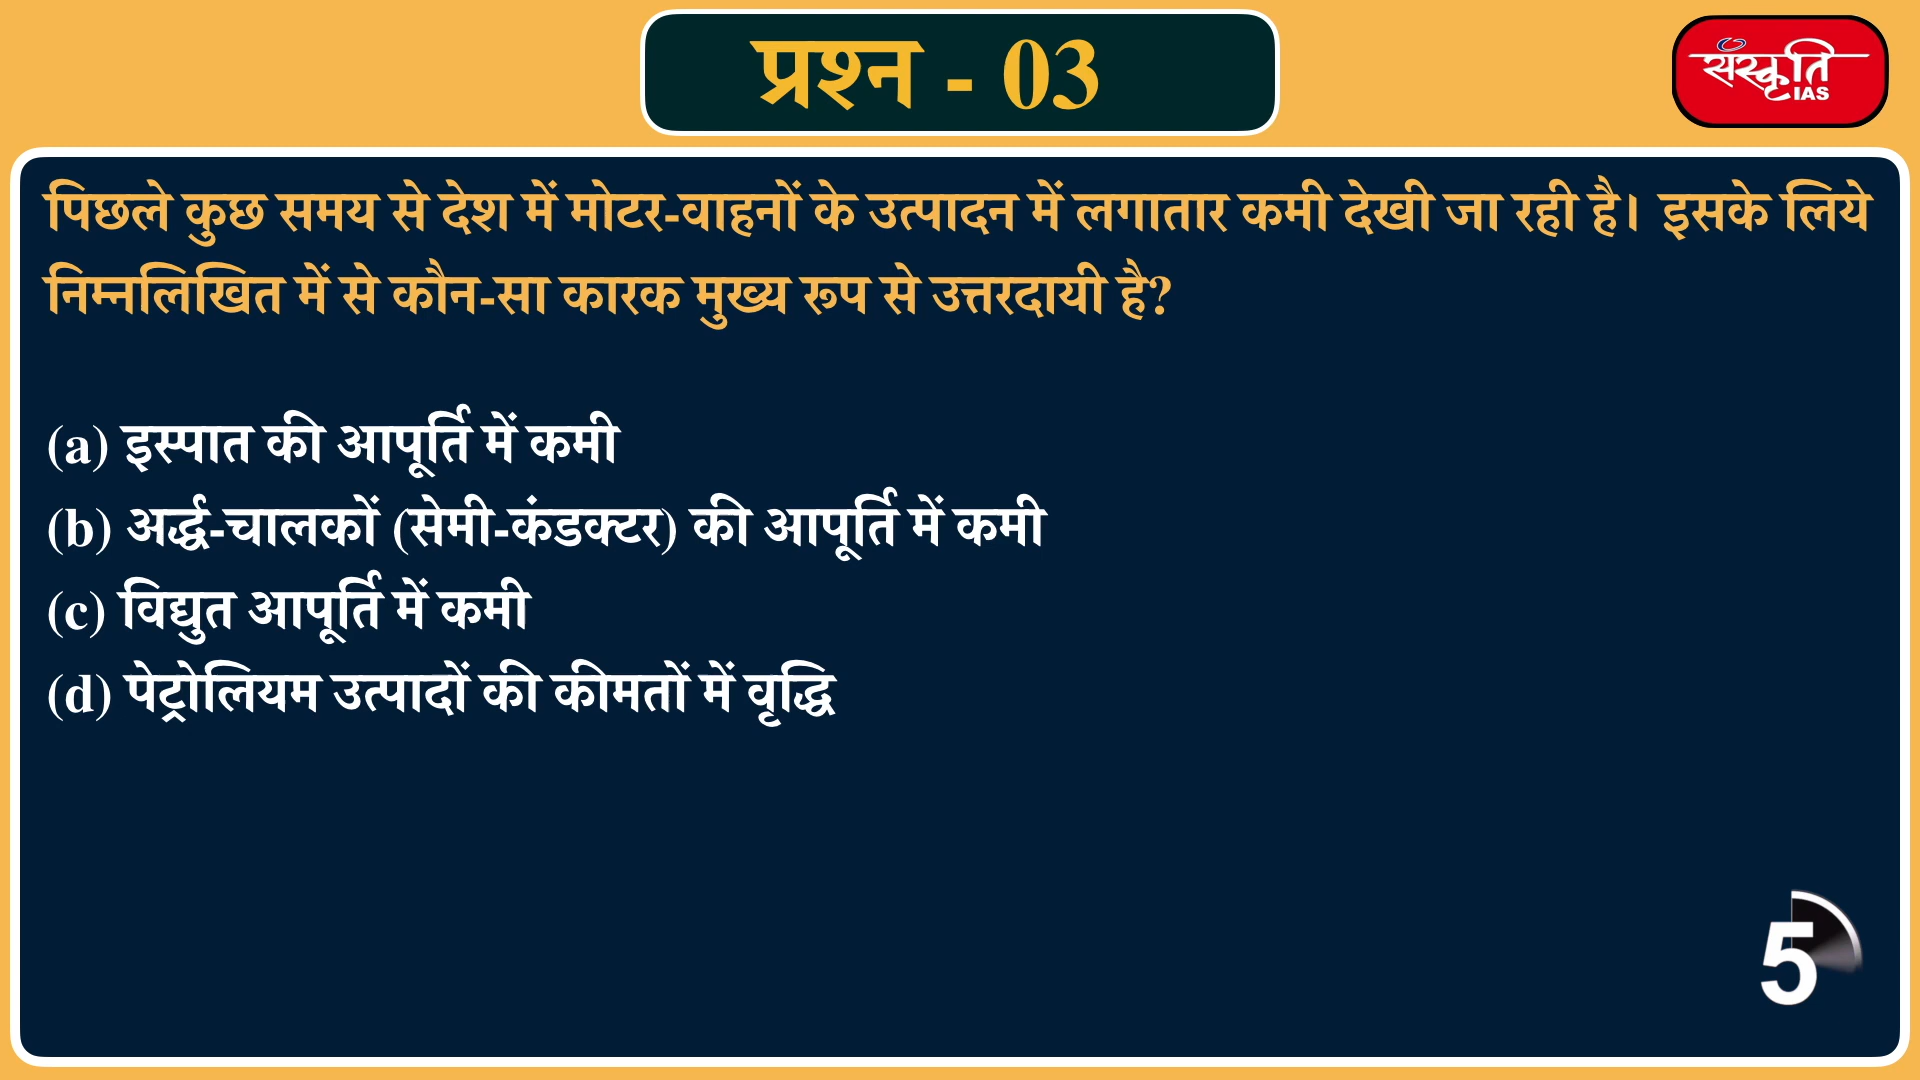 प्रश्न - 03
संस्कृति
IAS
पिछले कुछ समय से देश में मोटर-वाहनों के उत्पादन में लगातार कमी देखी जा रही है। इसके लिये
निम्नलिखित में से कौन-सा कारक मुख्य रूप से उत्तरदायी है?
(a) इस्पात की आपूर्ति में कमी
(b) अर्द्ध-चालकों (सेमी-कंडक्टर) की आपूर्ति में कमी
(c) विद्युत आपूर्ति में कमी
(d) पेट्रोलियम उत्पादों की कीमतों में वृद्धि
5